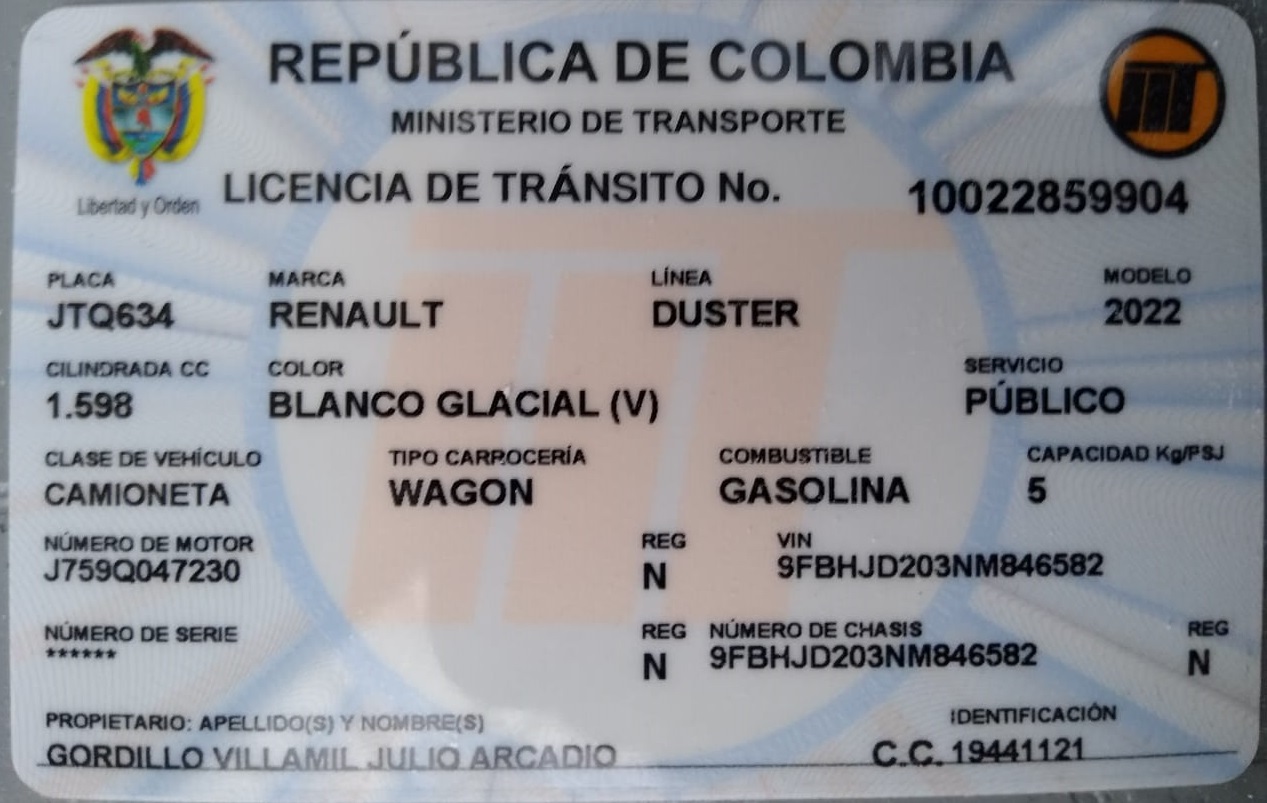 REPÚBLICA DE COLOMBIA
MINISTERIO DE TRANSPORTE
Libertad y Orden
LICENCIA DE TRÁNSITO No. 10022859904
PLACA MARCA LÍNEA MODELO
JTQ634 RENAULT DUSTER 2022
CILINDRADA CC COLOR SERVICIO
1.598 BLANCO GLACIAL (V) PÚBLICO
CLASE DE VEHÍCULO TIPO CARROCERÍA COMBUSTIBLE CAPACIDAD Kg/PSJ
CAMIONETA WAGON GASOLINA 5
NÚMERO DE MOTOR REG VIN
J759Q047230 N 9FBHJD203NM846582
NÚMERO DE SERIE REG NÚMERO DE CHASIS REG
****** N 9FBHJD203NM846582 N
PROPIETARIO: APELLIDO(S) Y NOMBRE(S) IDENTIFICACIÓN
GORDILLO VILLAMIL JULIO ARCADIO C.C. 19441121